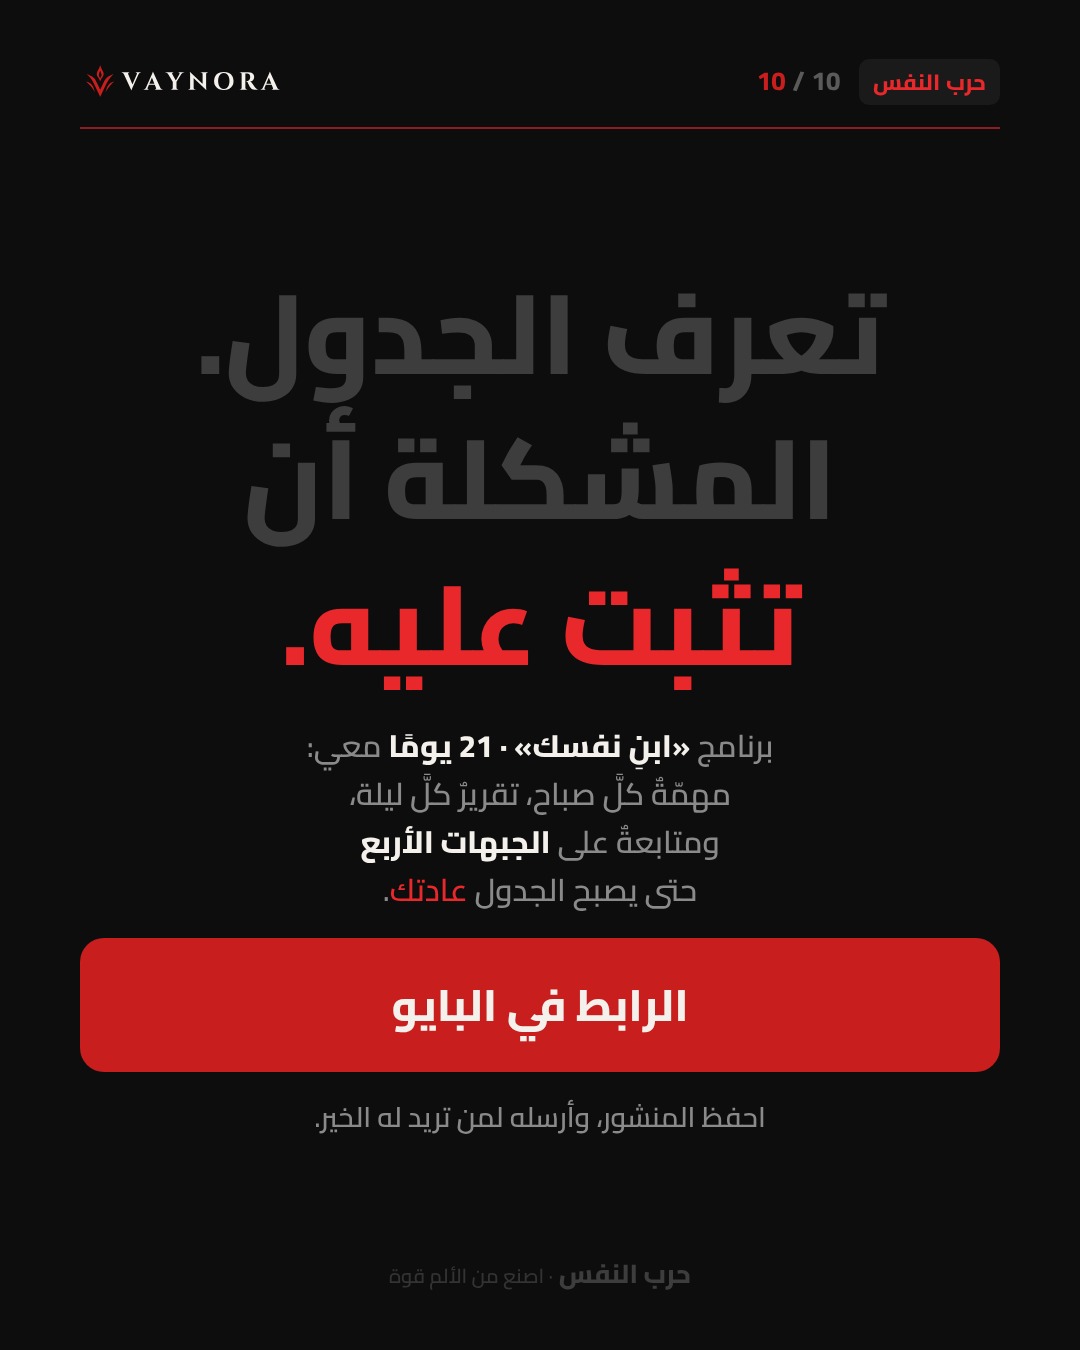 VAYNORA
حرب النفس
10 / 10
تعرف الجدول.
المشكلة أن
تثبت عليه.
برنامج «ابنِ نفسك» · 21 يومًا معي:
مهمّةٌ كلَّ صباح، تقريرٌ كلَّ ليلة،
ومتابعةٌ على الجبهات الأربع
حتى يصبح الجدول عادتك.
الرابط في البايو
احفظ المنشور، وأرسله لمن تريد له الخير.
حرب النفس · اصنع من الألم قوة